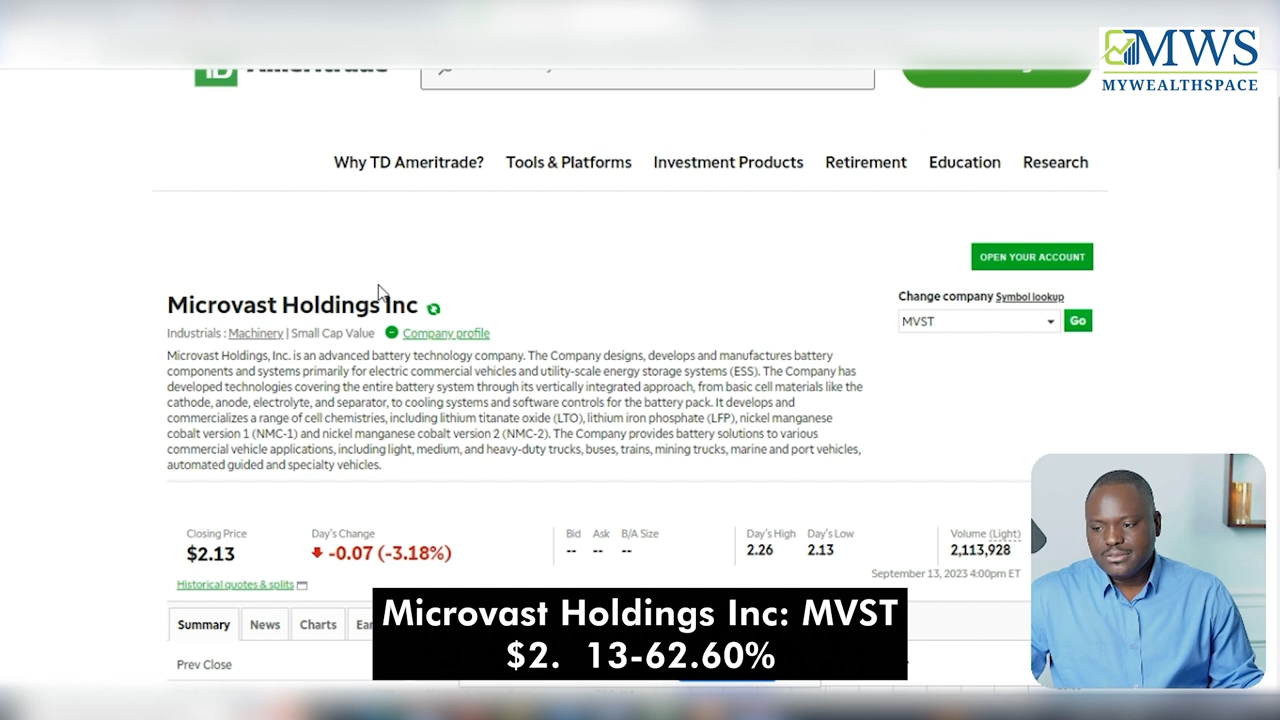 MWS
MYWEALTHSPACE
Why TD Ameritrade? Tools & Platforms Investment Products Retirement Education Research
OPEN YOUR ACCOUNT
Microvast Holdings Inc
Change company Symbol lookup
Industrials : Machinery | Small Cap Value Company profile
MVST Go
Microvast Holdings, Inc. is an advanced battery technology company. The Company designs, develops and manufactures battery
components and systems primarily for electric commercial vehicles and utility-scale energy storage systems (ESS). The Company has
developed technologies covering the entire battery system through its vertically integrated approach, from basic cell materials like the
cathode, anode, electrolyte, and separator, to cooling systems and software controls for the battery pack. It develops and
commercializes a range of cell chemistries, including lithium titanate oxide (LTO), lithium iron phosphate (LFP), nickel manganese
cobalt version 1 (NMC-1) and nickel manganese cobalt version 2 (NMC-2). The Company provides battery solutions to various
commercial vehicle applications, including light, medium, and heavy-duty trucks, buses, trains, mining trucks, marine and port vehicles,
automated guided and specialty vehicles.
Closing Price Day's Change Bid Ask B/A Size Day's High Day's Low Volume (Light)
$2.13 -0.07 (-3.18%) -- -- -- 2.26 2.13 2,113,928
September 13, 2023 4:00pm ET
Historical quotes & splits
Summary News Charts
Microvast Holdings Inc: MVST
$2. 13-62.60%
Prev Close